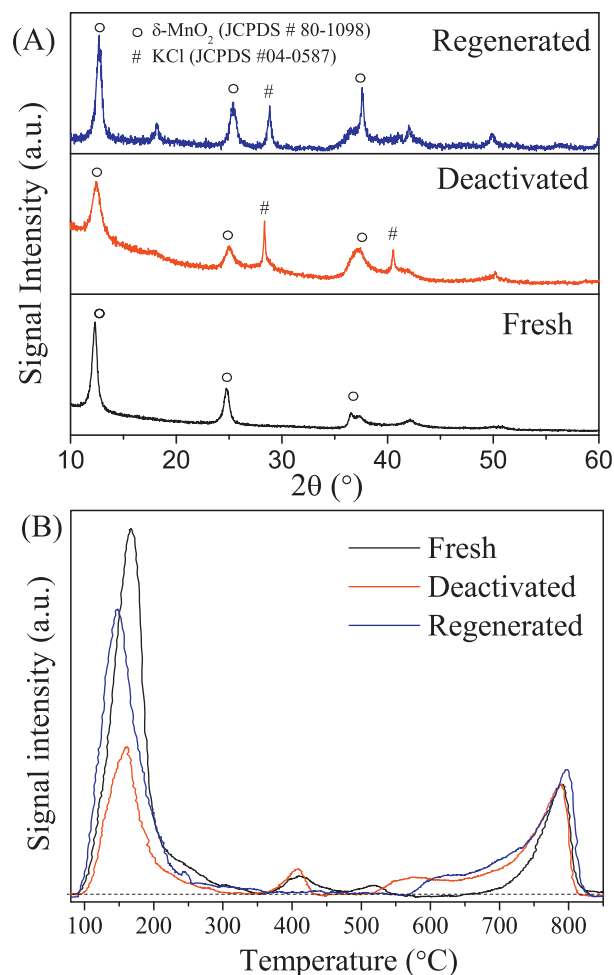 (A)
○ δ-MnO₂ (JCPDS # 80-1098)
# KCl (JCPDS #04-0587)
Regenerated
#
Deactivated
# #
Fresh
Signal Intensity (a.u.)
10 20 30 40 50 60
2θ (°)
(B)
Fresh
Deactivated
Regenerated
Signal intensity (a.u.)
100 200 300 400 500 600 700 800
Temperature (°C)